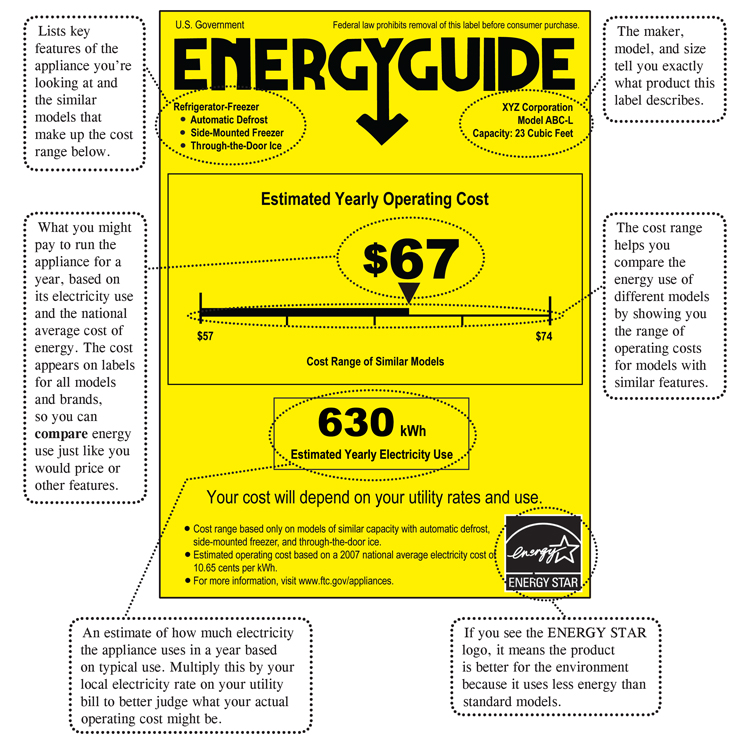 Lists key
features of the
appliance you're
looking at and
the similar
models that
make up the cost
range below.
U.S. Government
Federal law prohibits removal of this label before consumer purchase.
ENERGYGUIDE
Refrigerator-Freezer
● Automatic Defrost
● Side-Mounted Freezer
● Through-the-Door Ice
XYZ Corporation
Model ABC-L
Capacity: 23 Cubic Feet
The maker,
model, and size
tell you exactly
what product this
label describes.
Estimated Yearly Operating Cost
$67
$57
$74
Cost Range of Similar Models
What you might
pay to run the
appliance for a
year, based on
its electricity use
and the national
average cost of
energy. The cost
appears on labels
for all models
and brands,
so you can
compare energy
use just like you
would price or
other features.
The cost range
helps you
compare the
energy use of
different models
by showing you
the range of
operating costs
for models with
similar features.
630 kWh
Estimated Yearly Electricity Use
Your cost will depend on your utility rates and use.
● Cost range based only on models of similar capacity with automatic defrost,
side-mounted freezer, and through-the-door ice.
● Estimated operating cost based on a 2007 national average electricity cost of
10.65 cents per kWh.
● For more information, visit www.ftc.gov/appliances.
energy
ENERGY STAR
An estimate of how much electricity
the appliance uses in a year based
on typical use. Multiply this by your
local electricity rate on your utility
bill to better judge what your actual
operating cost might be.
If you see the ENERGY STAR
logo, it means the product
is better for the environment
because it uses less energy than
standard models.